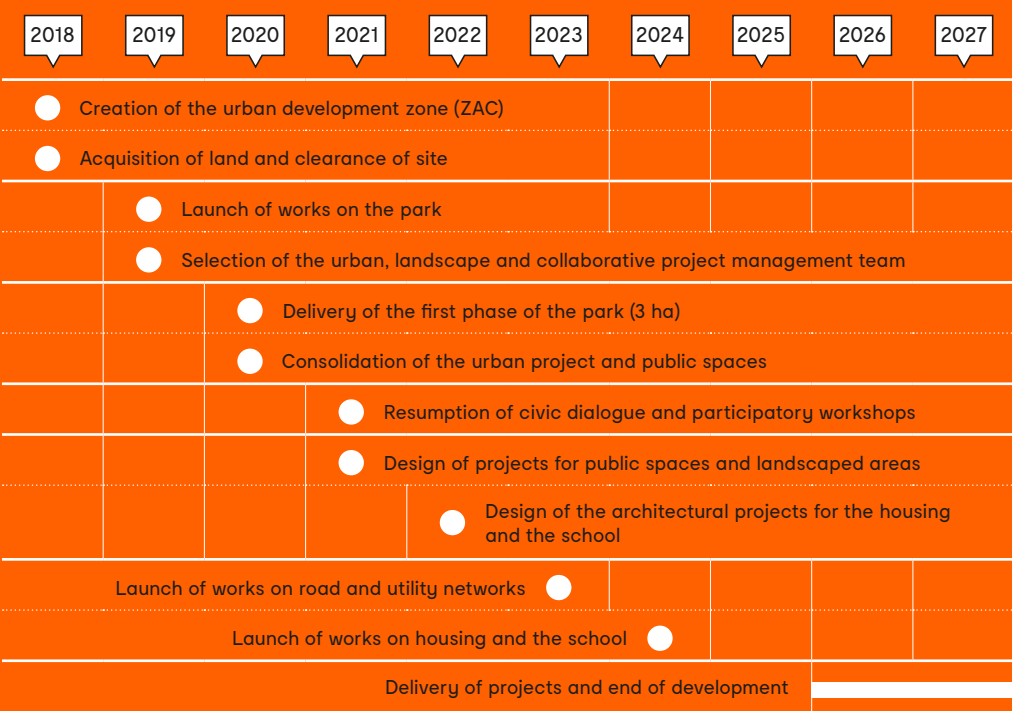 2018 2019 2020 2021 2022 2023 2024 2025 2026 2027
Creation of the urban development zone (ZAC)
Acquisition of land and clearance of site
Launch of works on the park
Selection of the urban, landscape and collaborative project management team
Delivery of the first phase of the park (3 ha)
Consolidation of the urban project and public spaces
Resumption of civic dialogue and participatory workshops
Design of projects for public spaces and landscaped areas
Design of the architectural projects for the housing
and the school
Launch of works on road and utility networks
Launch of works on housing and the school
Delivery of projects and end of development